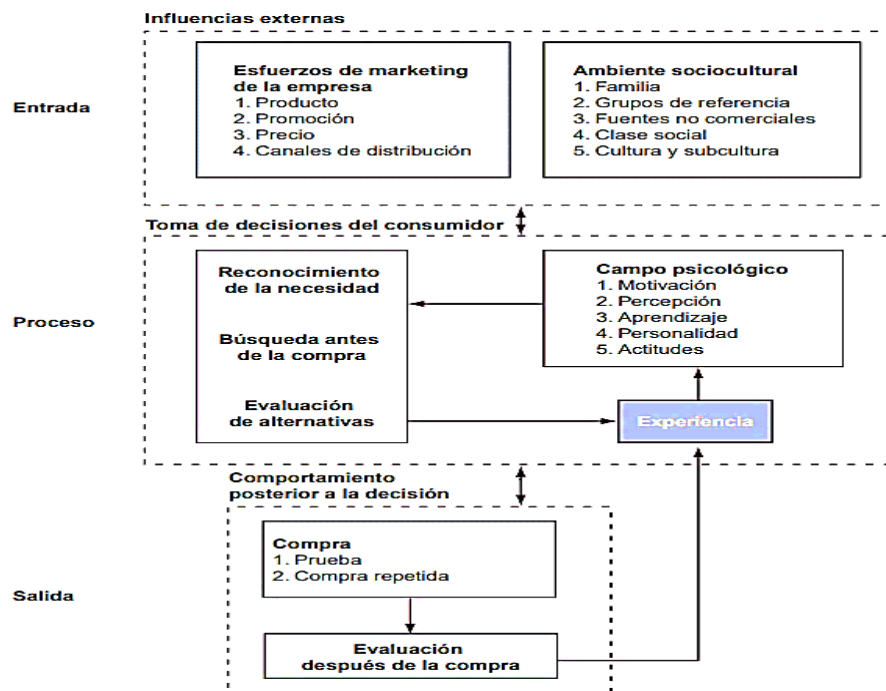 Influencias externas
Entrada
Esfuerzos de marketing
de la empresa
1. Producto
2. Promoción
3. Precio
4. Canales de distribución
Ambiente sociocultural
1. Familia
2. Grupos de referencia
3. Fuentes no comerciales
4. Clase social
5. Cultura y subcultura
Toma de decisiones del consumidor
Proceso
Reconocimiento
de la necesidad
Búsqueda antes
de la compra
Evaluación
de alternativas
Campo psicológico
1. Motivación
2. Percepción
3. Aprendizaje
4. Personalidad
5. Actitudes
Experiencia
Comportamiento
posterior a la decisión
Salida
Compra
1. Prueba
2. Compra repetida
Evaluación
después de la compra